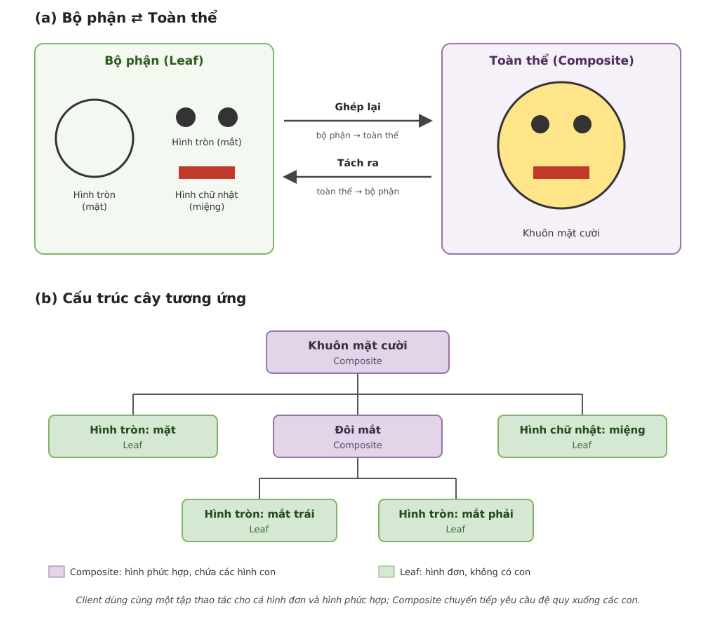 (a) Bộ phận ⇄ Toàn thể
Bộ phận (Leaf)
Hình tròn (mắt)
Hình tròn
(mặt)
Hình chữ nhật
(miệng)
Ghép lại
bộ phận → toàn thể
Tách ra
toàn thể → bộ phận
Toàn thể (Composite)
Khuôn mặt cười
(b) Cấu trúc cây tương ứng
Khuôn mặt cười
Composite
Hình tròn: mặt
Leaf
Đôi mắt
Composite
Hình chữ nhật: miệng
Leaf
Hình tròn: mắt trái
Leaf
Hình tròn: mắt phải
Leaf
Composite: hình phức hợp, chứa các hình con
Leaf: hình đơn, không có con
Client dùng cùng một tập thao tác cho cả hình đơn và hình phức hợp; Composite chuyển tiếp yêu cầu đệ quy xuống các con.